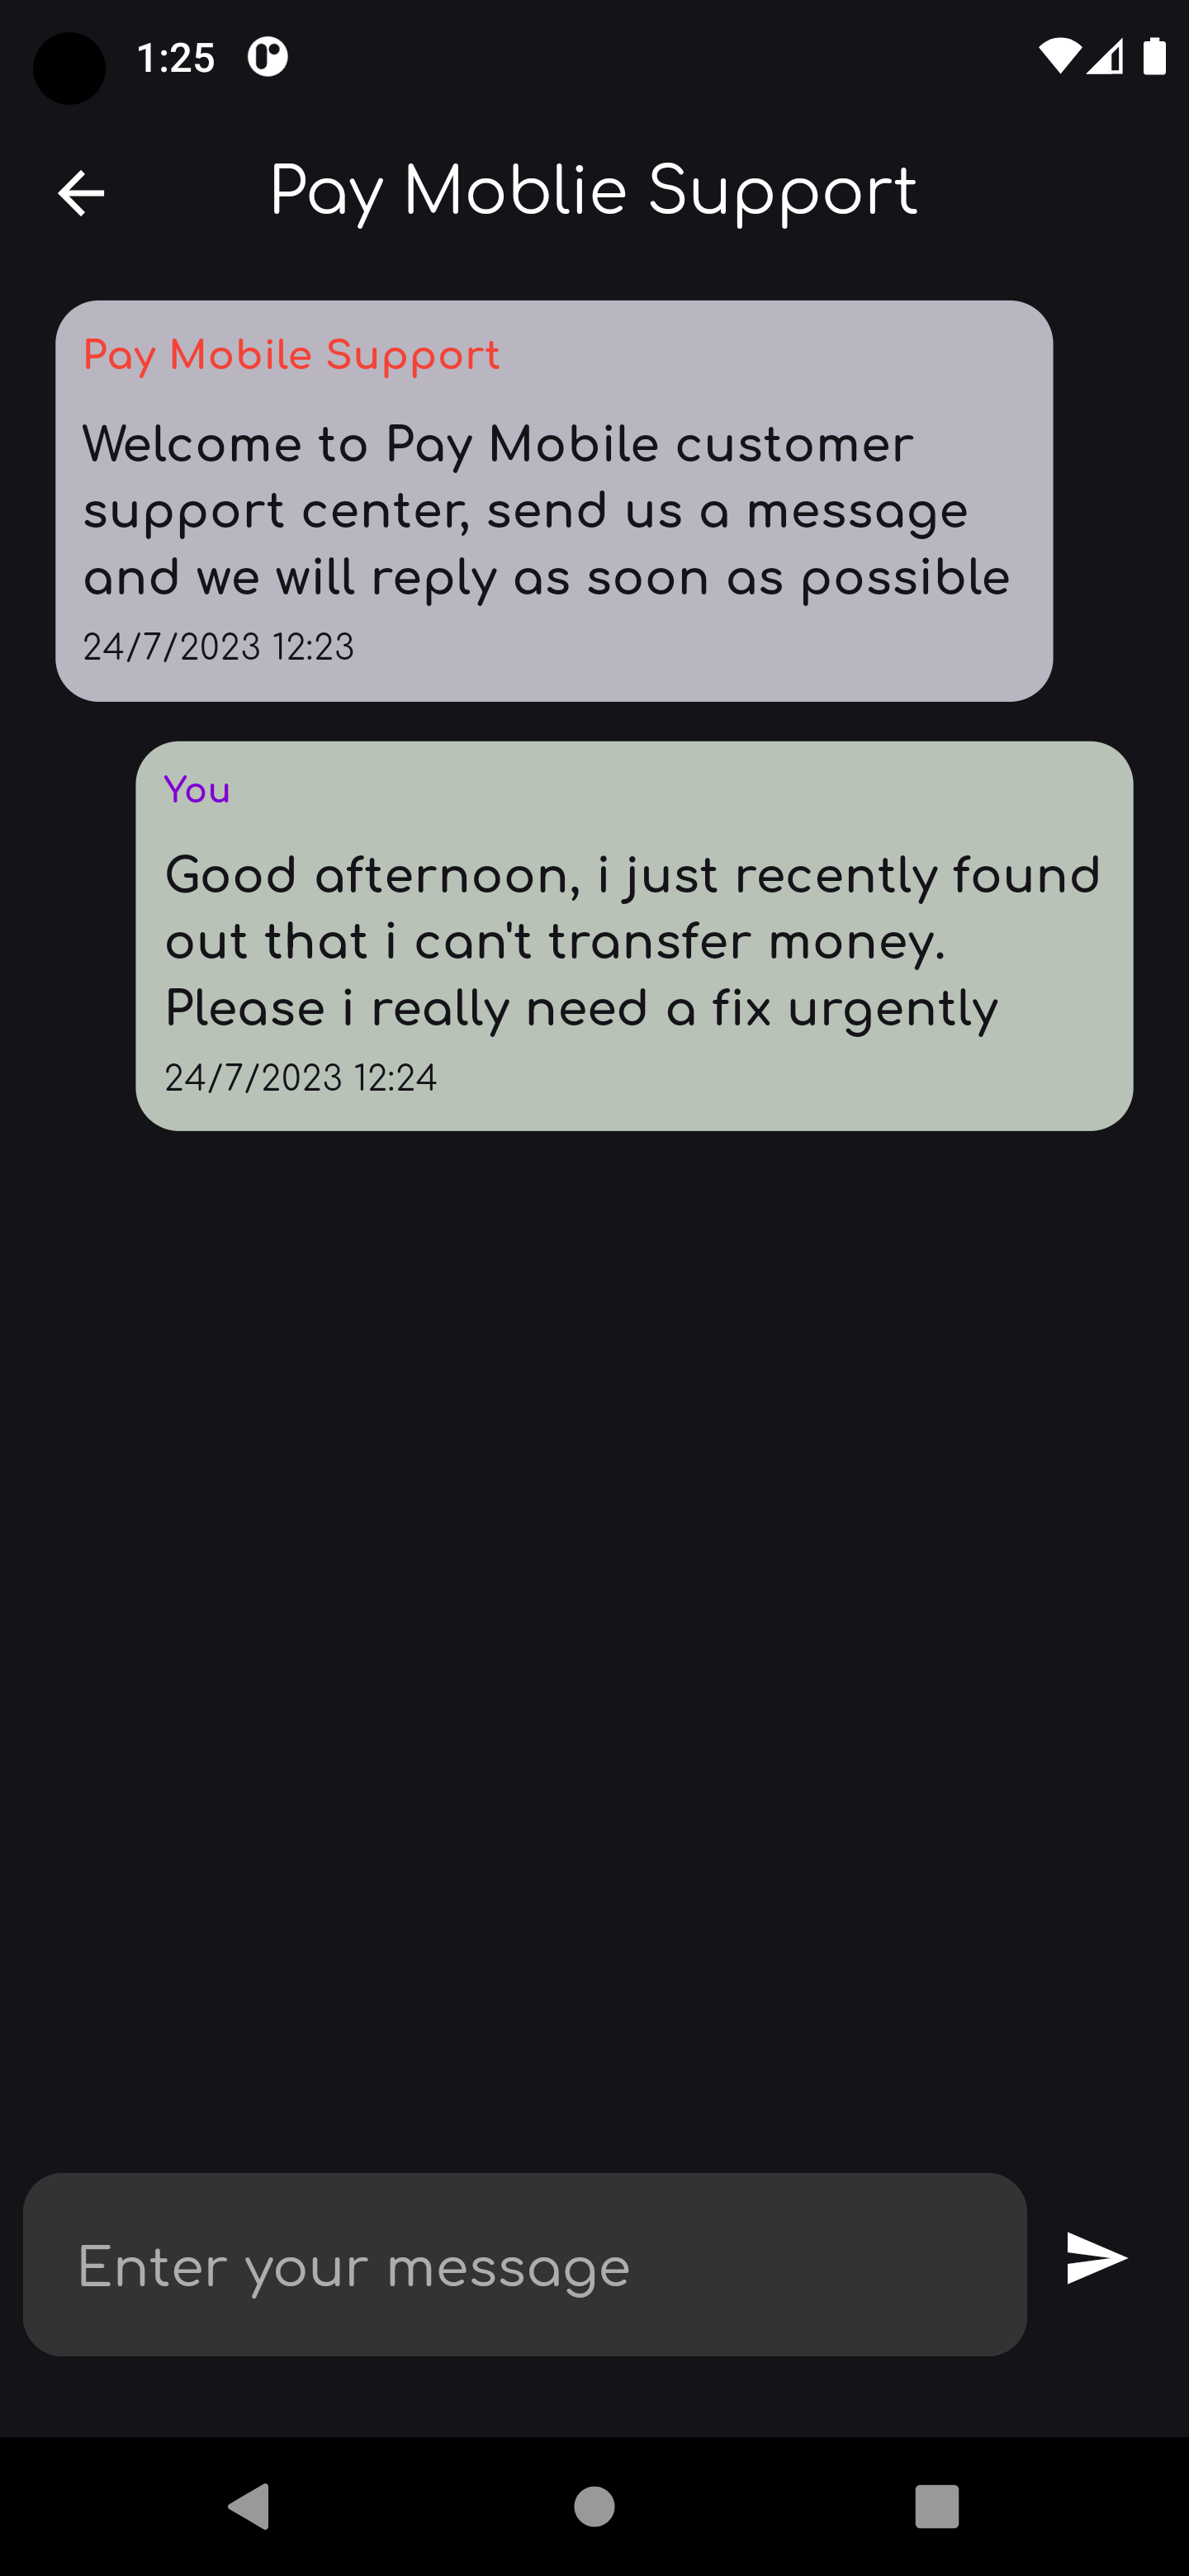 1:25
Pay Moblie Support
Pay Mobile Support
Welcome to Pay Mobile customer
support center, send us a message
and we will reply as soon as possible
24/7/2023 12:23
You
Good afternoon, i just recently found
out that i can't transfer money.
Please i really need a fix urgently
24/7/2023 12:24
Enter your message